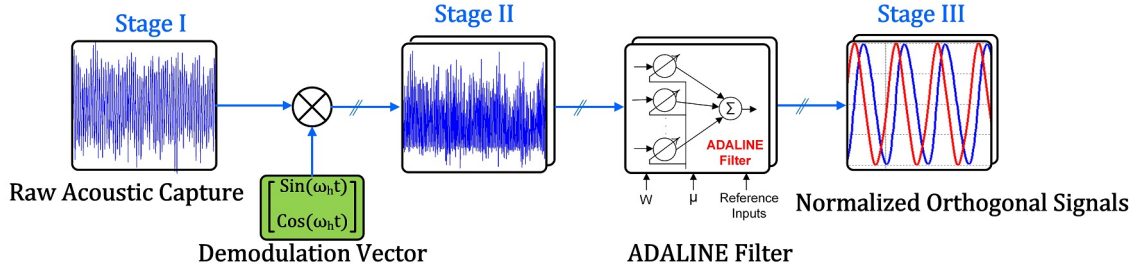 Stage I
Stage II
Stage III
Raw Acoustic Capture
Sin(ωₕt)
Cos(ωₕt)
Demodulation Vector
Σ
ADALINE
Filter
W
μ
Reference
Inputs
ADALINE Filter
Normalized Orthogonal Signals